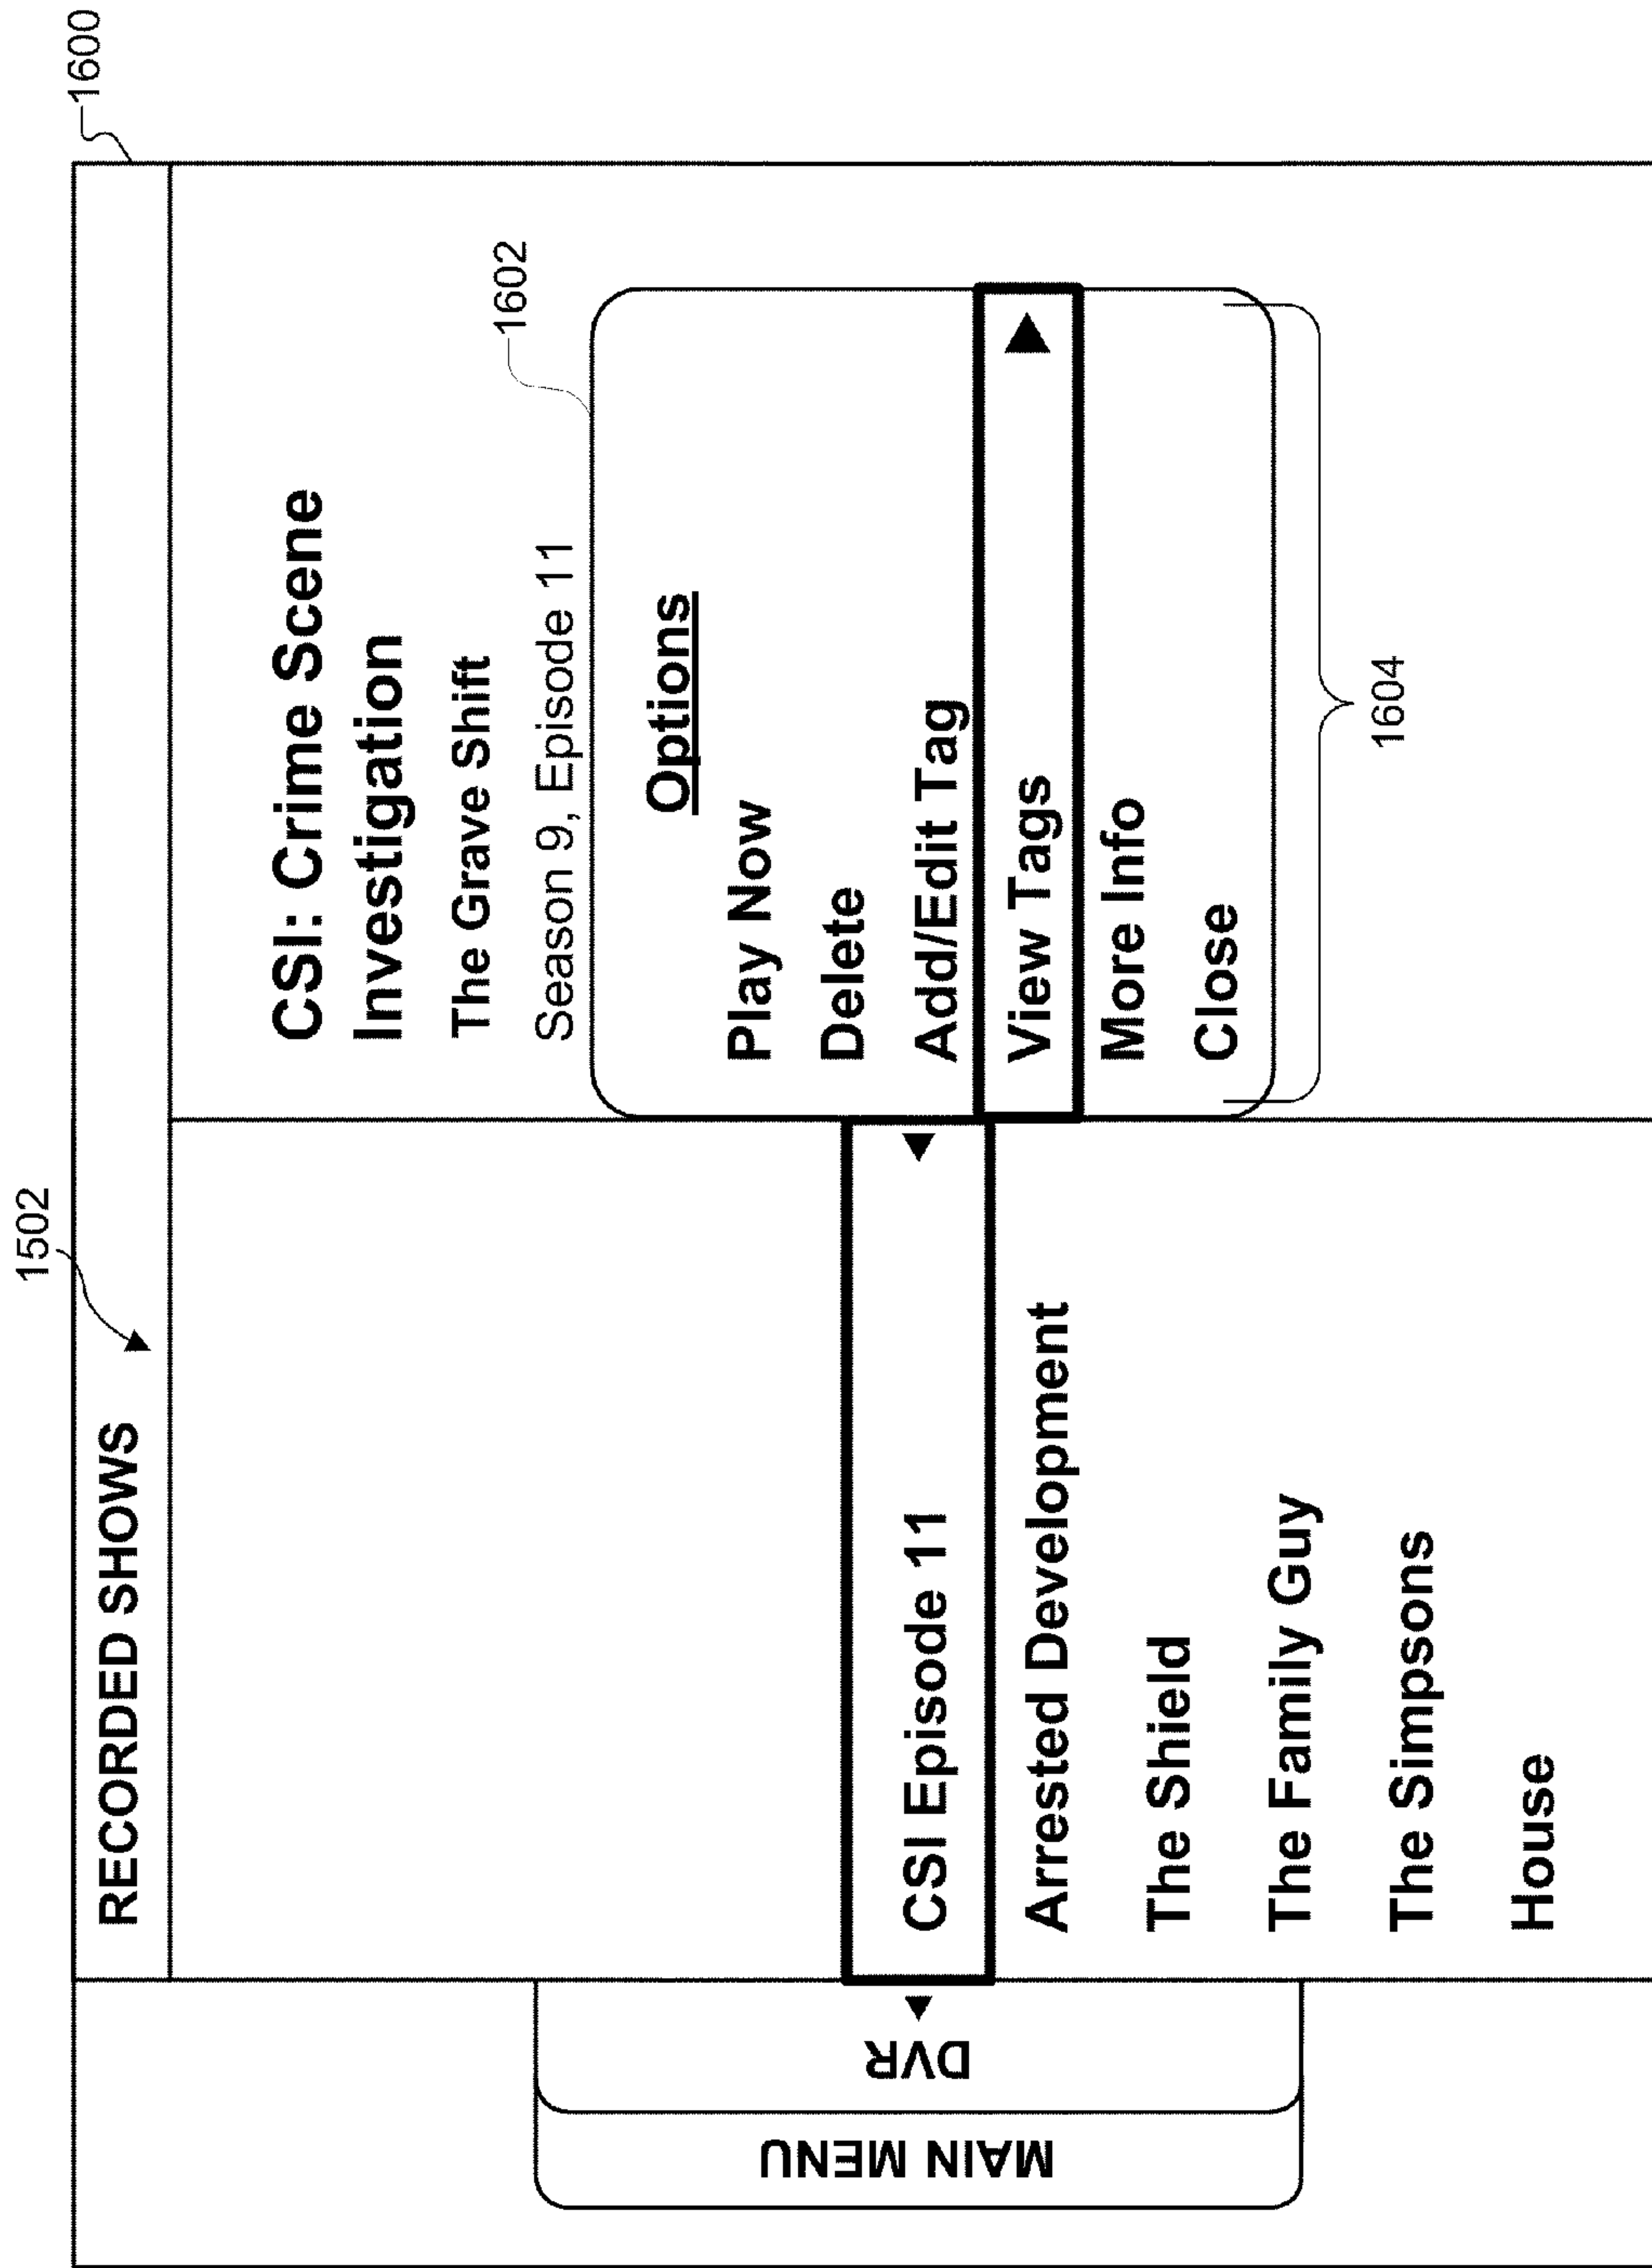 1502
1600
RECORDED SHOWS
MAIN MENU
DVR
CSI Episode 11
Arrested Development
The Shield
The Family Guy
The Simpsons
House
CSI: Crime Scene
Investigation
The Grave Shift
Season 9, Episode 11
1602
Options
Play Now
Delete
Add/Edit Tag
View Tags
More Info
Close
1604